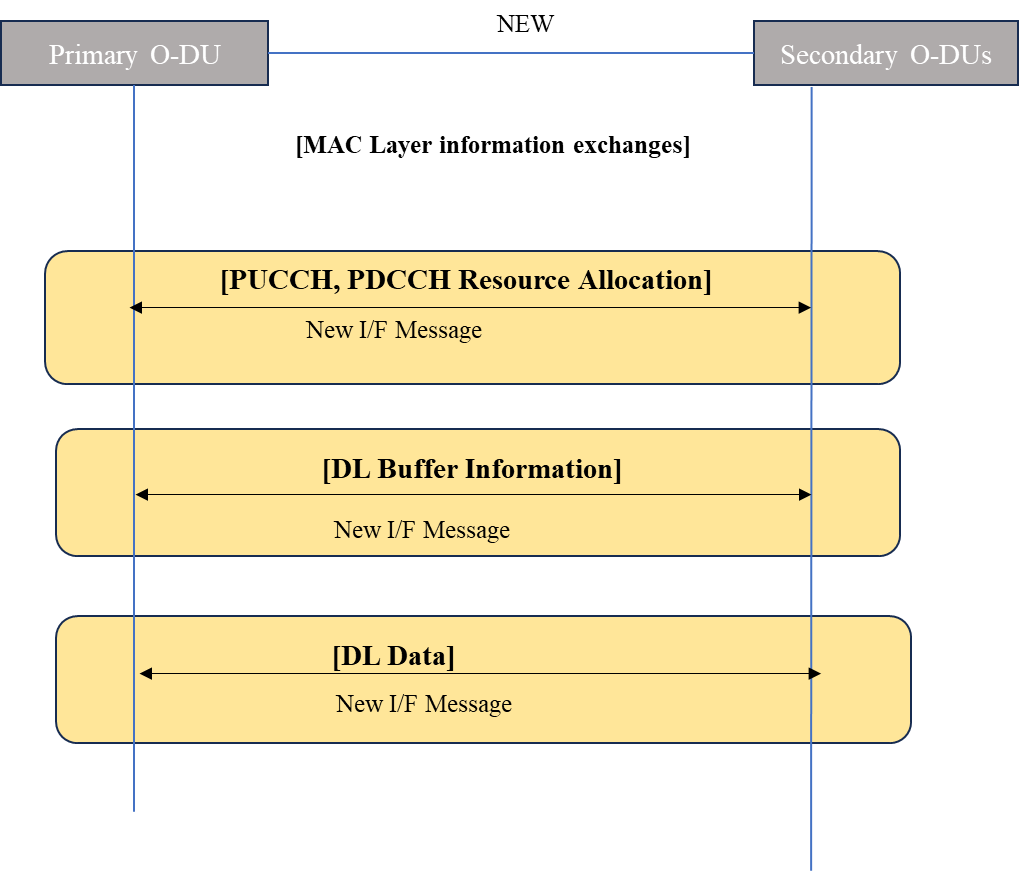 NEW
Primary O-DU
Secondary O-DUs
[MAC Layer information exchanges]
[PUCCH, PDCCH Resource Allocation]
New I/F Message
[DL Buffer Information]
New I/F Message
[DL Data]
New I/F Message